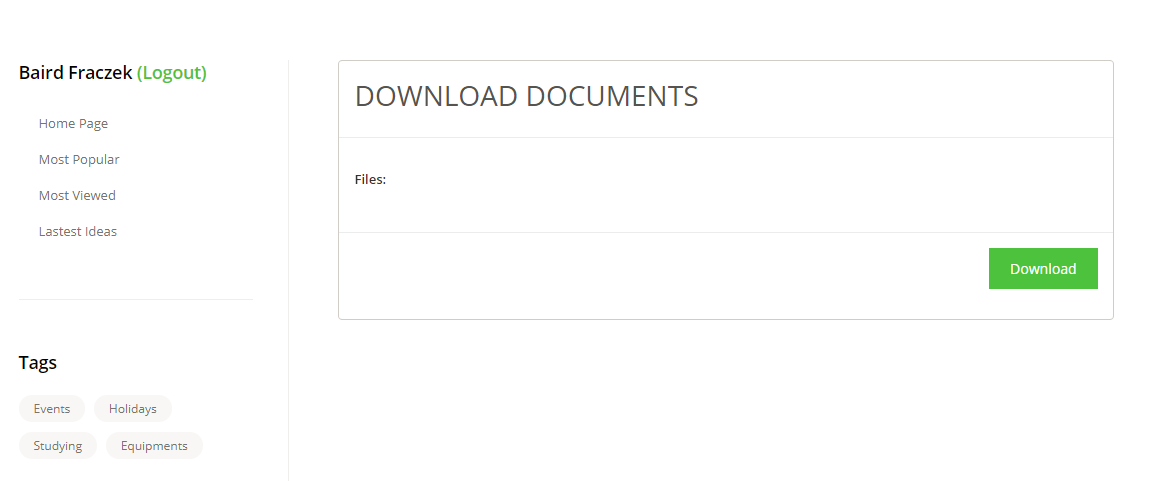 Baird Fraczek (Logout)
Home Page
Most Popular
Most Viewed
Lastest Ideas
Tags
Events
Holidays
Studying
Equipments
DOWNLOAD DOCUMENTS
Files:
Download